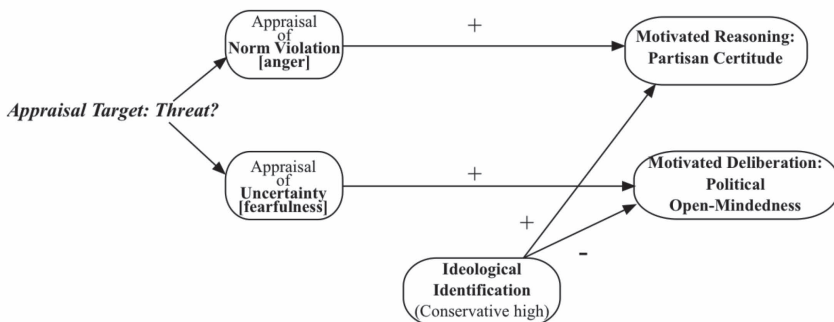 Appraisal
of
Norm Violation
[anger]
+
Motivated Reasoning:
Partisan Certitude
Appraisal Target: Threat?
Appraisal
of
Uncertainty
[fearfulness]
+
Motivated Deliberation:
Political
Open-Mindedness
+
-
Ideological
Identification
(Conservative high)